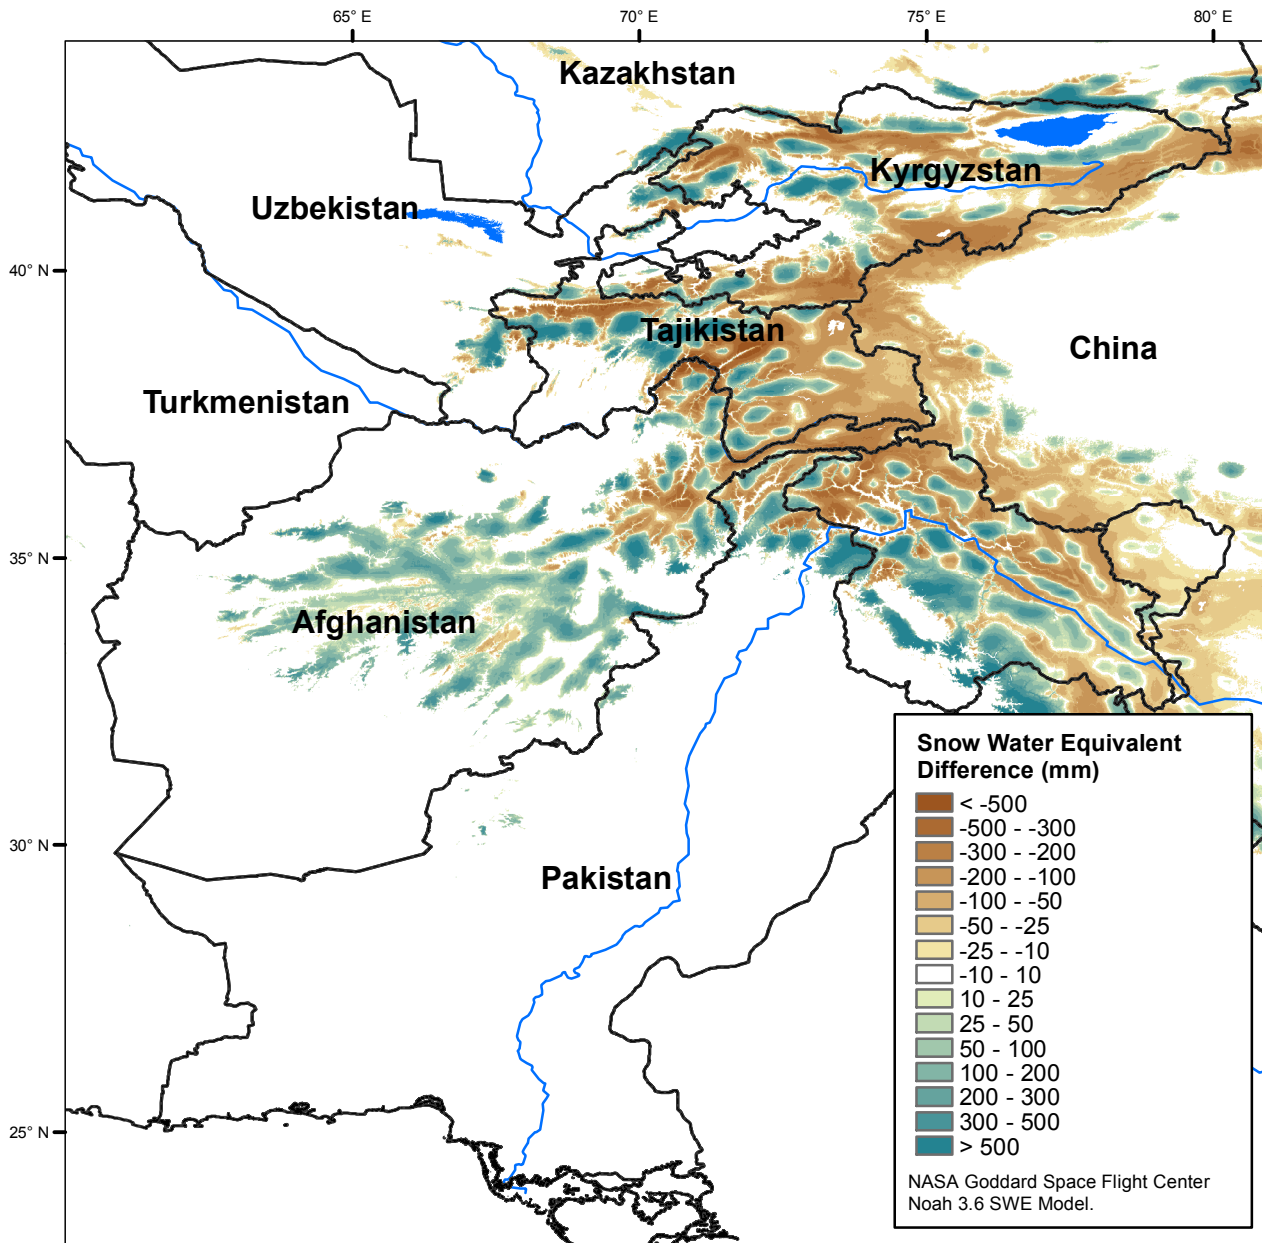 65° E
70° E
75° E
80° E
Kazakhstan
Kyrgyzstan
Uzbekistan
40° N
Tajikistan
China
Turkmenistan
35° N
Afghanistan
30° N
Pakistan
25° N
Snow Water Equivalent
Difference (mm)
< -500
-500 - -300
-300 - -200
-200 - -100
-100 - -50
-50 - -25
-25 - -10
-10 - 10
10 - 25
25 - 50
50 - 100
100 - 200
200 - 300
300 - 500
> 500
NASA Goddard Space Flight Center
Noah 3.6 SWE Model.